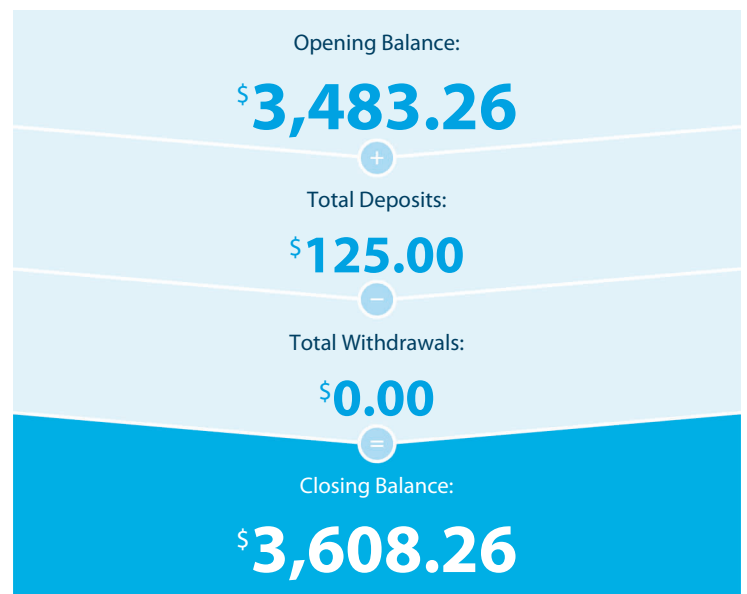 Opening Balance:
$3,483.26
+
Total Deposits:
$125.00
−
Total Withdrawals:
$0.00
=
Closing Balance:
$3,608.26